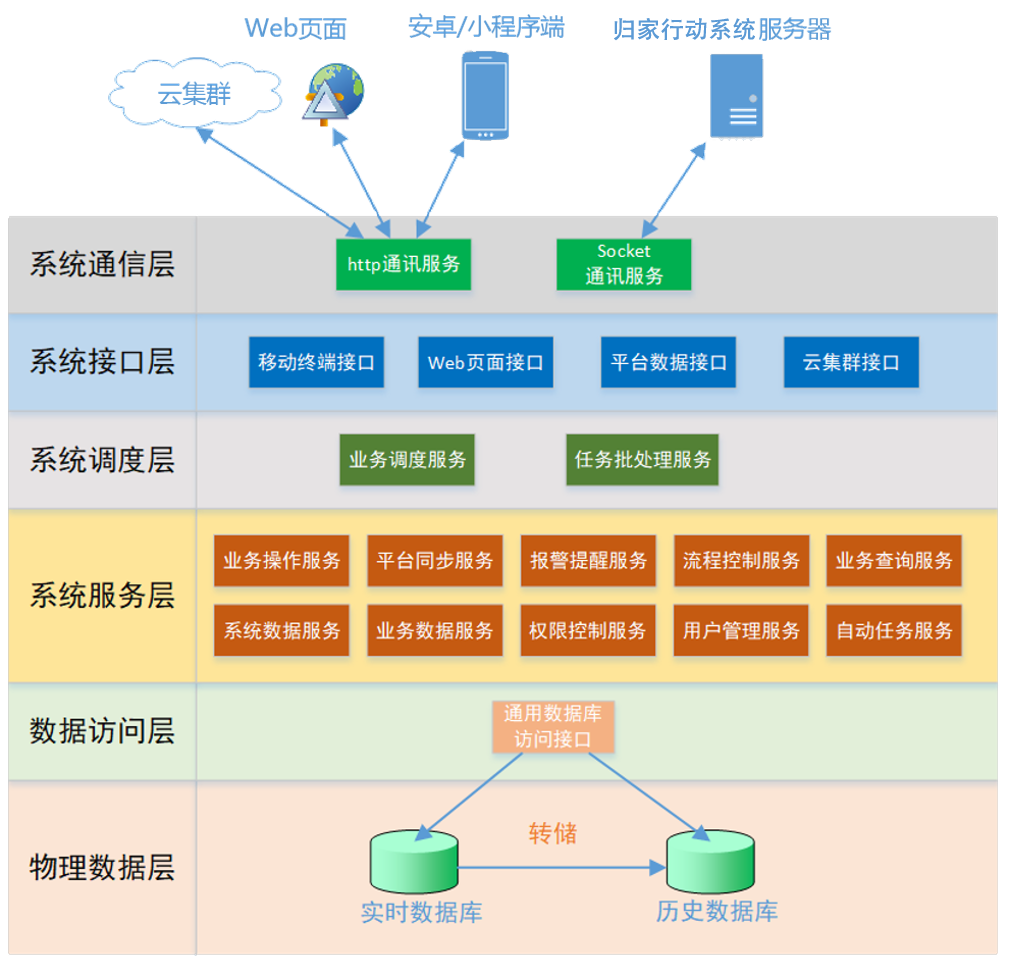 Web页面
安卓/小程序端
归家行动系统服务器
云集群
系统通信层
http通讯服务
Socket
通讯服务
系统接口层
移动终端接口
Web页面接口
平台数据接口
云集群接口
系统调度层
业务调度服务
任务批处理服务
系统服务层
业务操作服务
平台同步服务
报警提醒服务
流程控制服务
业务查询服务
系统数据服务
业务数据服务
权限控制服务
用户管理服务
自动任务服务
数据访问层
通用数据库
访问接口
物理数据层
转储
实时数据库
历史数据库